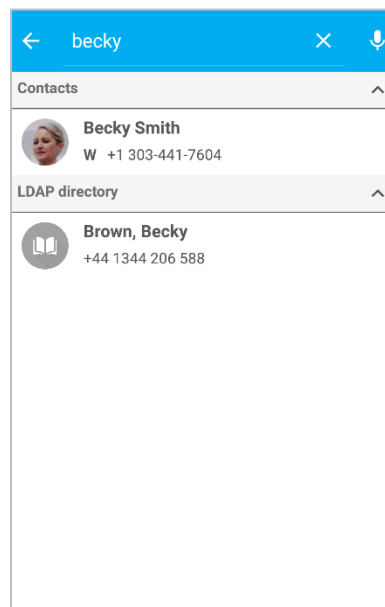 becky
Contacts
Becky Smith
W +1 303-441-7604
LDAP directory
Brown, Becky
+44 1344 206 588